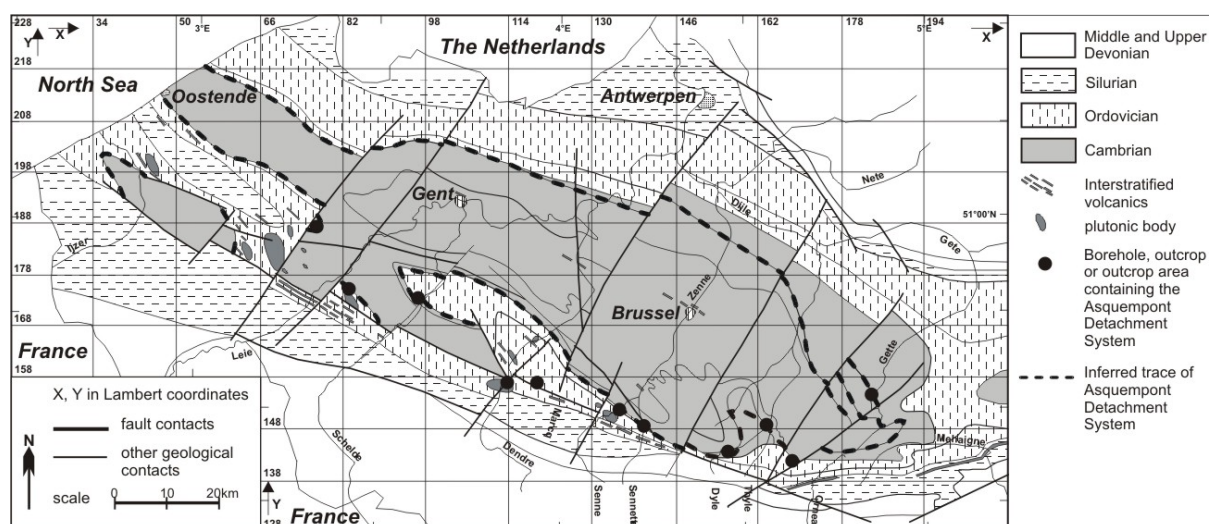 228
34
50
66
82
98
114
130
146
162
178
194
Y
X
3°E
4°E
5°E
X
The Netherlands
218
North Sea
Oostende
Antwerpen
208
198
Nete
Gent
Dijle
188
51°00'N
Ijzer
Gete
178
Zenne
Brussel
168
France
Leie
Gette
158
X, Y in Lambert coordinates
fault contacts
other geological
contacts
N
scale
0 10 20km
Marcq
148
Mehaigne
Schelde
Dendre
138
Y
Senne
Dyle
Thyle
France
128
Middle and Upper
Devonian
Silurian
Ordovician
Cambrian
Interstratified
volcanics
plutonic body
Borehole, outcrop
or outcrop area
containing the
Asquempont
Detachment
System
Inferred trace of
Asquempont
Detachment
System